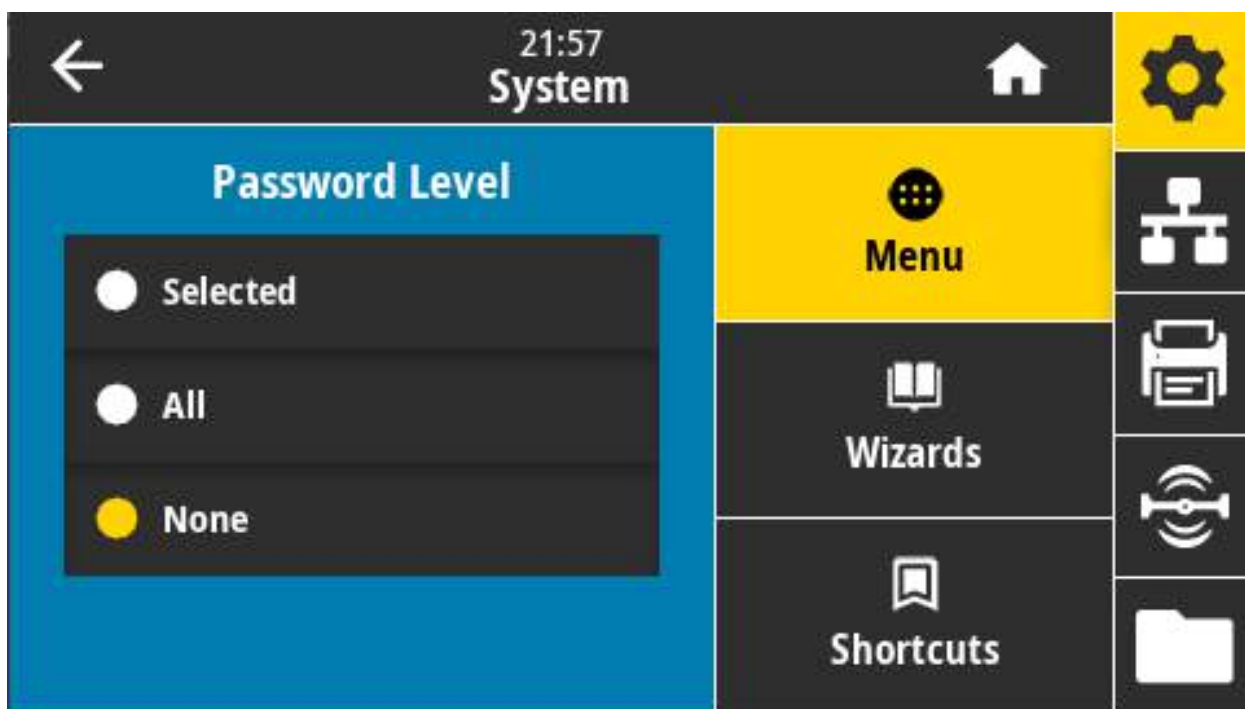 21:57
System
Password Level
Selected
All
None
Menu
Wizards
Shortcuts